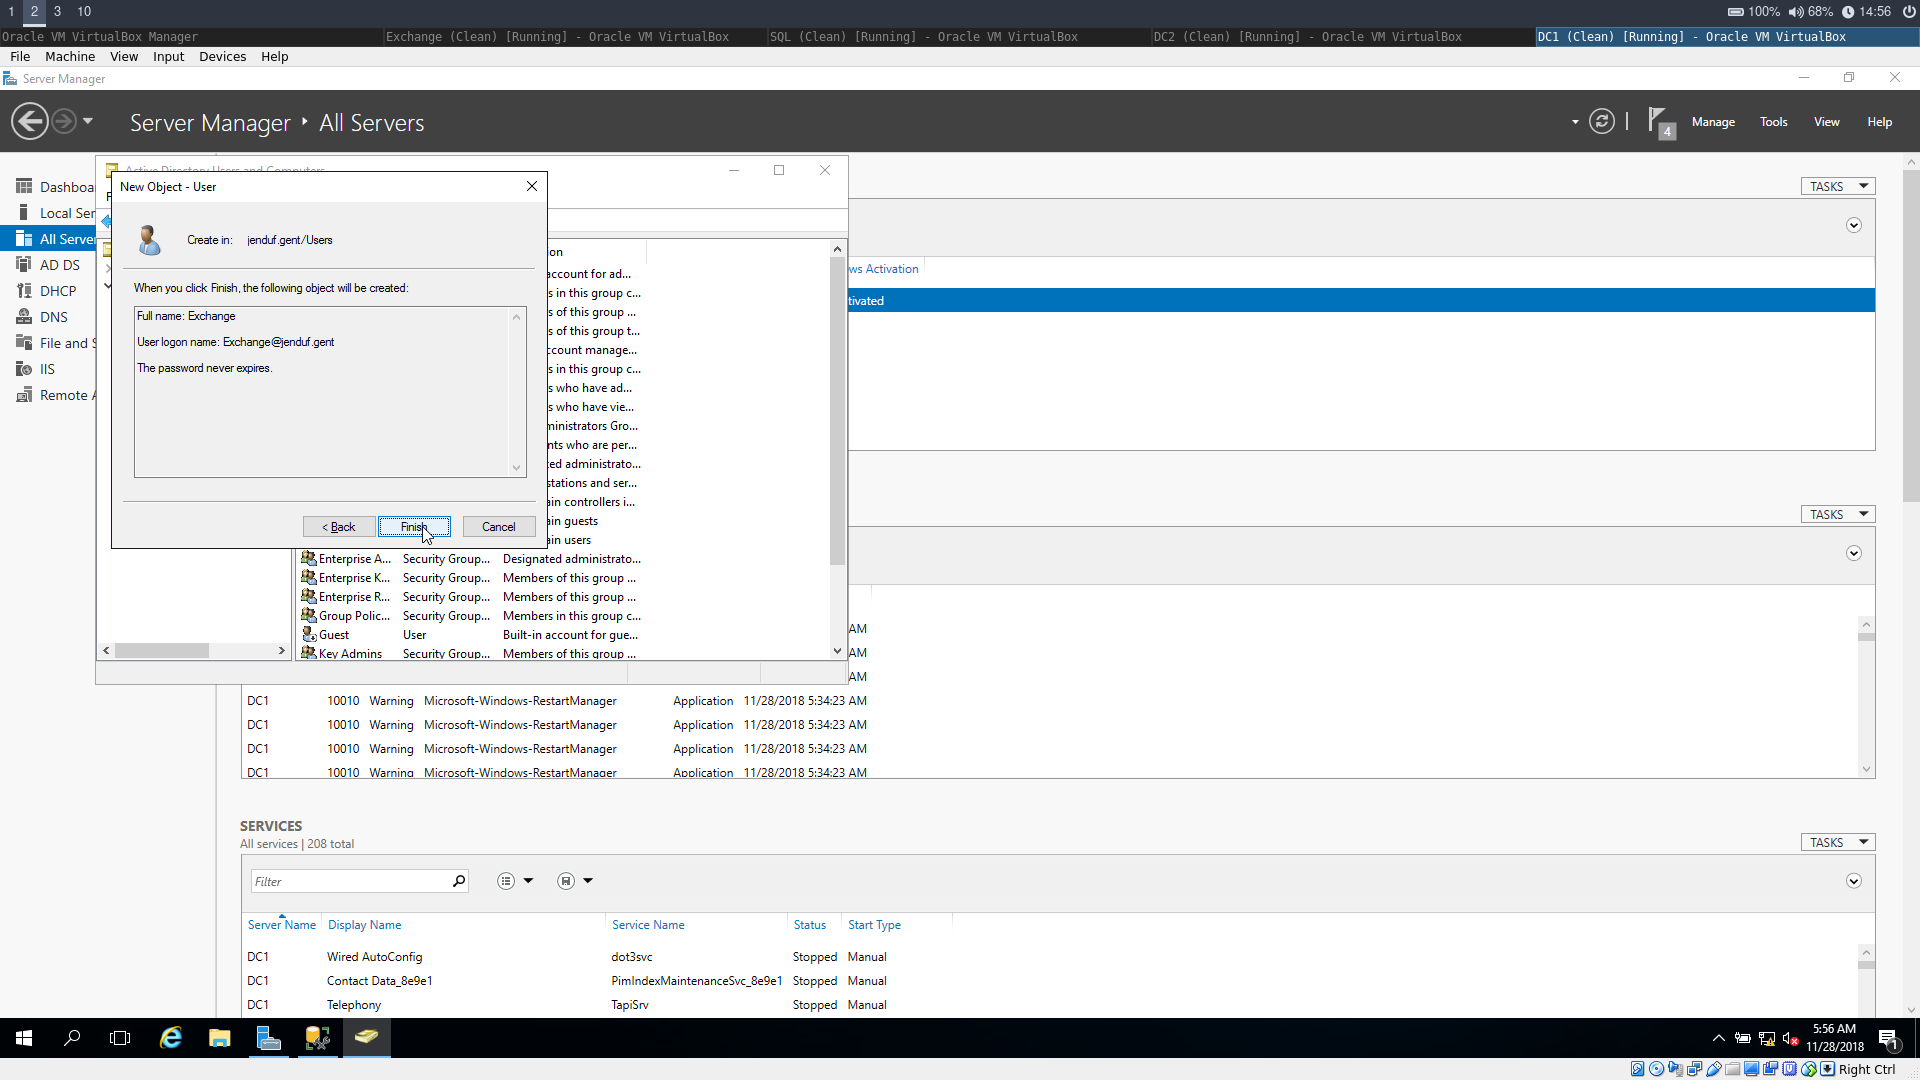 1 2 3 10
100% 68% 14:56
Oracle VM VirtualBox Manager
Exchange (Clean) [Running] - Oracle VM VirtualBox
SQL (Clean) [Running] - Oracle VM VirtualBox
DC2 (Clean) [Running] - Oracle VM VirtualBox
DC1 (Clean) [Running] - Oracle VM VirtualBox
File Machine View Input Devices Help
Server Manager
Server Manager All Servers
4
Manage Tools View Help
Dashboa
Local Ser
All Serve
AD DS
DHCP
DNS
File and S
IIS
Remote A
Active Directory Users and Computers
New Object - User
Create in: jenduf.gent/Users
When you click Finish, the following object will be created:
Full name: Exchange
User logon name: Exchange@jenduf.gent
The password never expires.
< Back Finish Cancel
on
account for ad...
s in this group c...
s of this group ...
s of this group t...
ccount manage...
s in this group c...
s who have ad...
s who have vie...
ministrators Gro...
nts who are per...
ed administrato...
stations and ser...
ain controllers i...
ain guests
ain users
Enterprise A... Security Group... Designated administrato...
Enterprise K... Security Group... Members of this group ...
Enterprise R... Security Group... Members of this group ...
Group Polic... Security Group... Members in this group c...
Guest User Built-in account for gue...
Key Admins Security Group... Members of this group ...
TASKS
ws Activation
tivated
TASKS
AM
AM
AM
DC1 10010 Warning Microsoft-Windows-RestartManager Application 11/28/2018 5:34:23 AM
DC1 10010 Warning Microsoft-Windows-RestartManager Application 11/28/2018 5:34:23 AM
DC1 10010 Warning Microsoft-Windows-RestartManager Application 11/28/2018 5:34:23 AM
DC1 10010 Warning Microsoft-Windows-RestartManager Application 11/28/2018 5:34:23 AM
SERVICES
All services | 208 total
TASKS
Filter
Server Name Display Name Service Name Status Start Type
DC1 Wired AutoConfig dot3svc Stopped Manual
DC1 Contact Data_8e9e1 PimIndexMaintenanceSvc_8e9e1 Stopped Manual
DC1 Telephony TapiSrv Stopped Manual
5:56 AM
11/28/2018
1
Right Ctrl